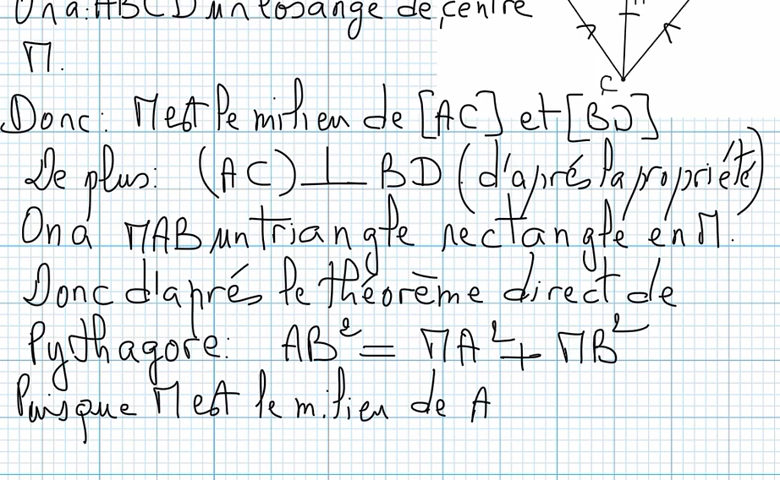 On a: ABCD un losange de centre
M.
C
Donc: M est le milieu de [AC] et [BD]
De plus: (AC) ⊥ BD (d'aprés la propriété)
On a MAB un triangle rectangle en M.
Donc d'aprés le théorème direct de
Pythagore: AB² = MA² + MB²
Puisque M est le milieu de A